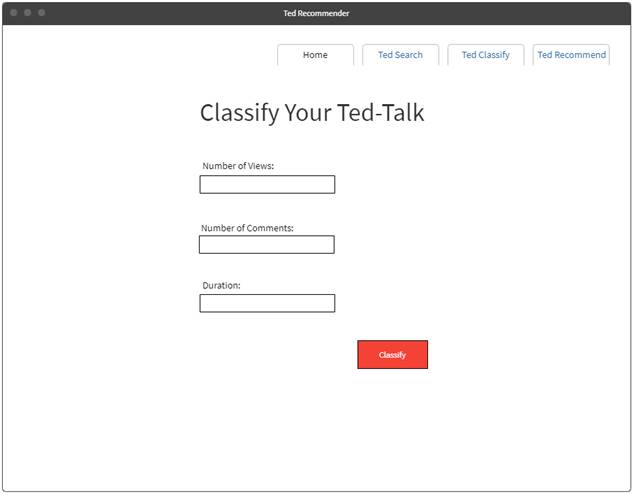 Ted Recommender
Home Ted Search Ted Classify Ted Recommend
Classify Your Ted-Talk
Number of Views:
Number of Comments:
Duration:
Classify